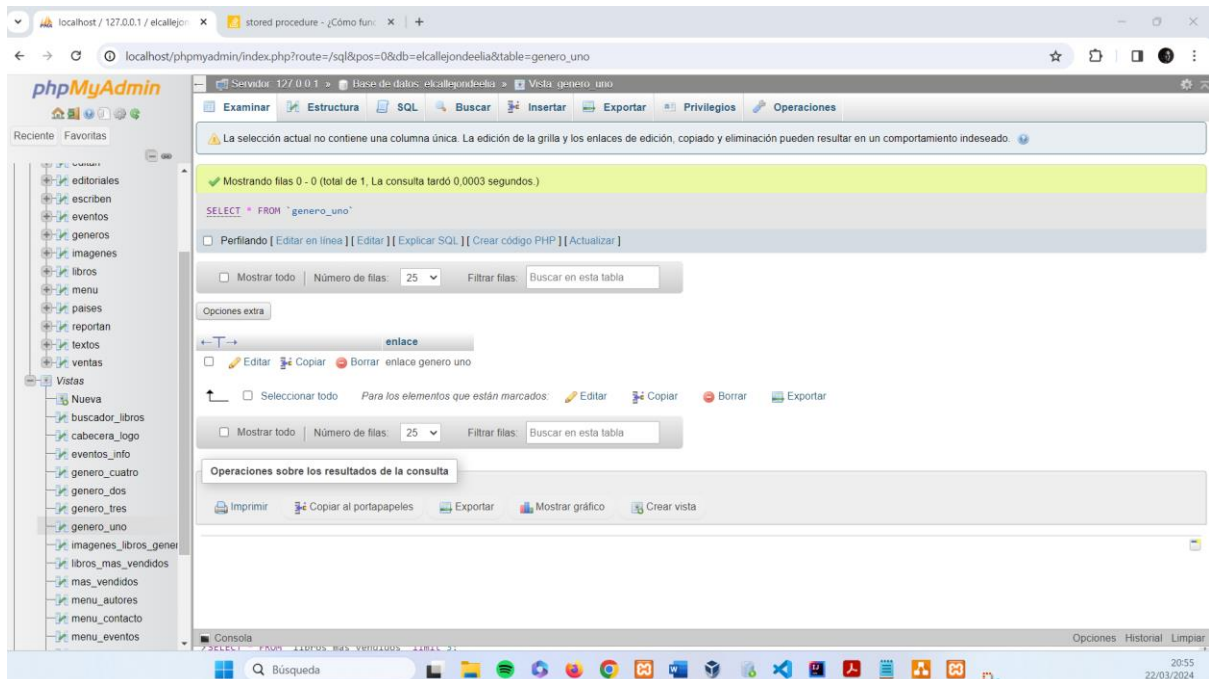 localhost / 127.0.0.1 / elcallejon
stored procedure - ¿Cómo func
localhost/phpmyadmin/index.php?route=/sql&pos=0&db=elcallejondeelia&table=genero_uno
phpMyAdmin
Reciente Favoritas
editan
editoriales
escriben
eventos
generos
imagenes
libros
menu
paises
reportan
textos
ventas
Vistas
Nueva
buscador_libros
cabecera_logo
eventos_info
genero_cuatro
genero_dos
genero_tres
genero_uno
imagenes_libros_gener
libros_mas_vendidos
mas_vendidos
menu_autores
menu_contacto
menu_eventos
Servidor: 127.0.0.1 » Base de datos: elcallejondeelia » Vista: genero_uno
Examinar Estructura SQL Buscar Insertar Exportar Privilegios Operaciones
La selección actual no contiene una columna única. La edición de la grilla y los enlaces de edición, copiado y eliminación pueden resultar en un comportamiento indeseado.
Mostrando filas 0 - 0 (total de 1, La consulta tardó 0,0003 segundos.)
SELECT * FROM `genero_uno`
Perfilando [ Editar en línea ] [ Editar ] [ Explicar SQL ] [ Crear código PHP ] [ Actualizar ]
Mostrar todo | Número de filas: 25 Filtrar filas: Buscar en esta tabla
Opciones extra
←T→ enlace
Editar Copiar Borrar enlace genero uno
Seleccionar todo Para los elementos que están marcados: Editar Copiar Borrar Exportar
Mostrar todo | Número de filas: 25 Filtrar filas: Buscar en esta tabla
Operaciones sobre los resultados de la consulta
Imprimir Copiar al portapapeles Exportar Mostrar gráfico Crear vista
Consola Opciones Historial Limpiar
>SELECT * FROM libros mas vendidos limit 3;
Búsqueda
20:55
22/03/2024